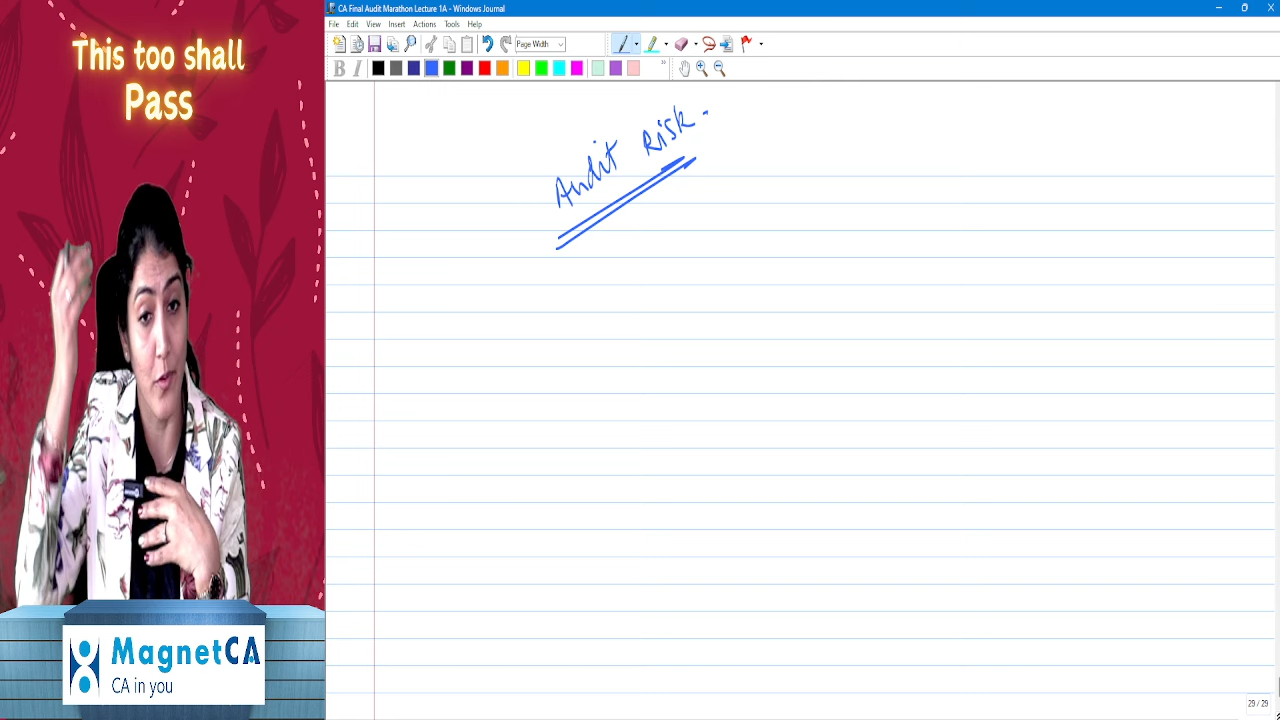 This too shall
Pass
MagnetCA
CA in you
CA Final Audit Marathon Lecture 1A - Windows Journal
File Edit View Insert Actions Tools Help
Page Width
B I
Audit Risk.
29 / 29